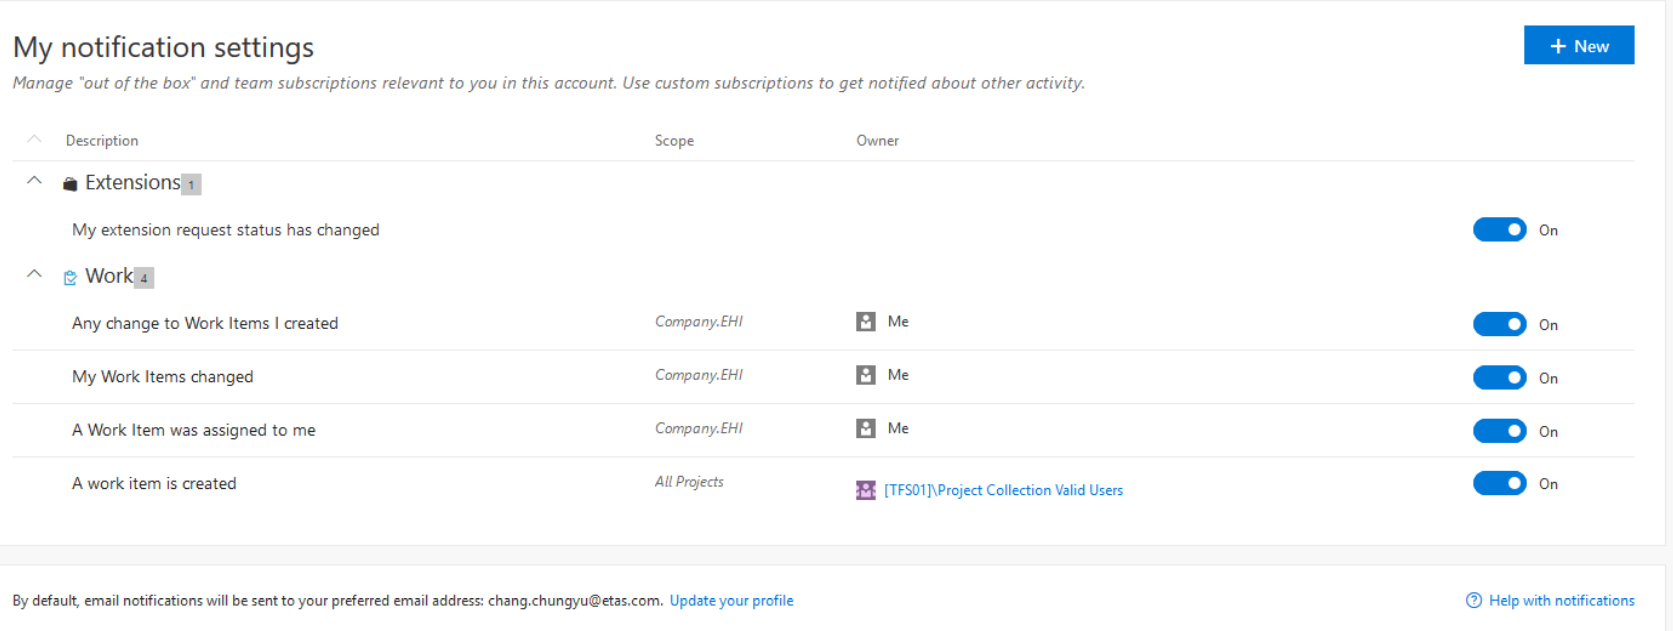 My notification settings
+ New
Manage "out of the box" and team subscriptions relevant to you in this account. Use custom subscriptions to get notified about other activity.
Description Scope Owner
Extensions 1
My extension request status has changed On
Work 4
Any change to Work Items I created Company.EHI Me On
My Work Items changed Company.EHI Me On
A Work Item was assigned to me Company.EHI Me On
A work item is created All Projects [TFS01]\Project Collection Valid Users On
By default, email notifications will be sent to your preferred email address: chang.chungyu@etas.com. Update your profile
? Help with notifications